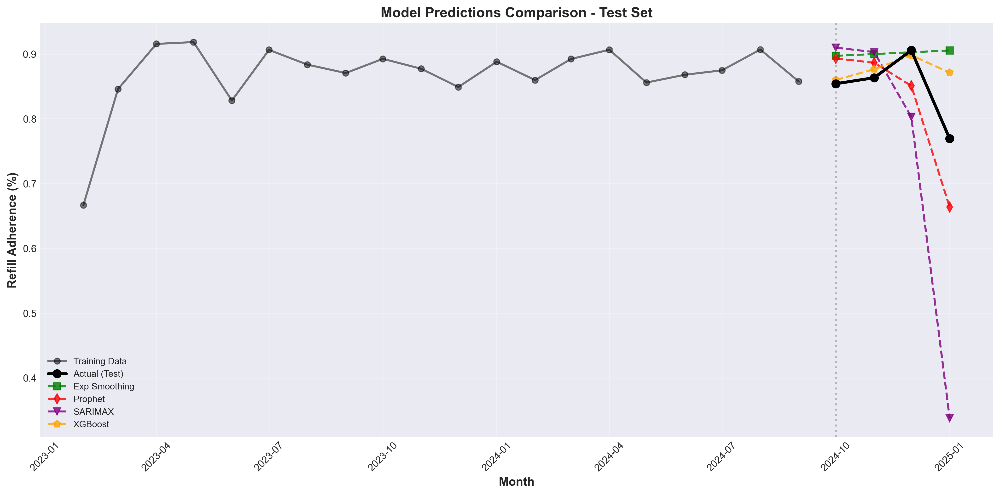 Model Predictions Comparison - Test Set
Refill Adherence (%)
0.9
0.8
0.7
0.6
0.5
0.4
Training Data
Actual (Test)
Exp Smoothing
Prophet
SARIMAX
XGBoost
2023-01
2023-04
2023-07
2023-10
2024-01
2024-04
2024-07
2024-10
2025-01
Month